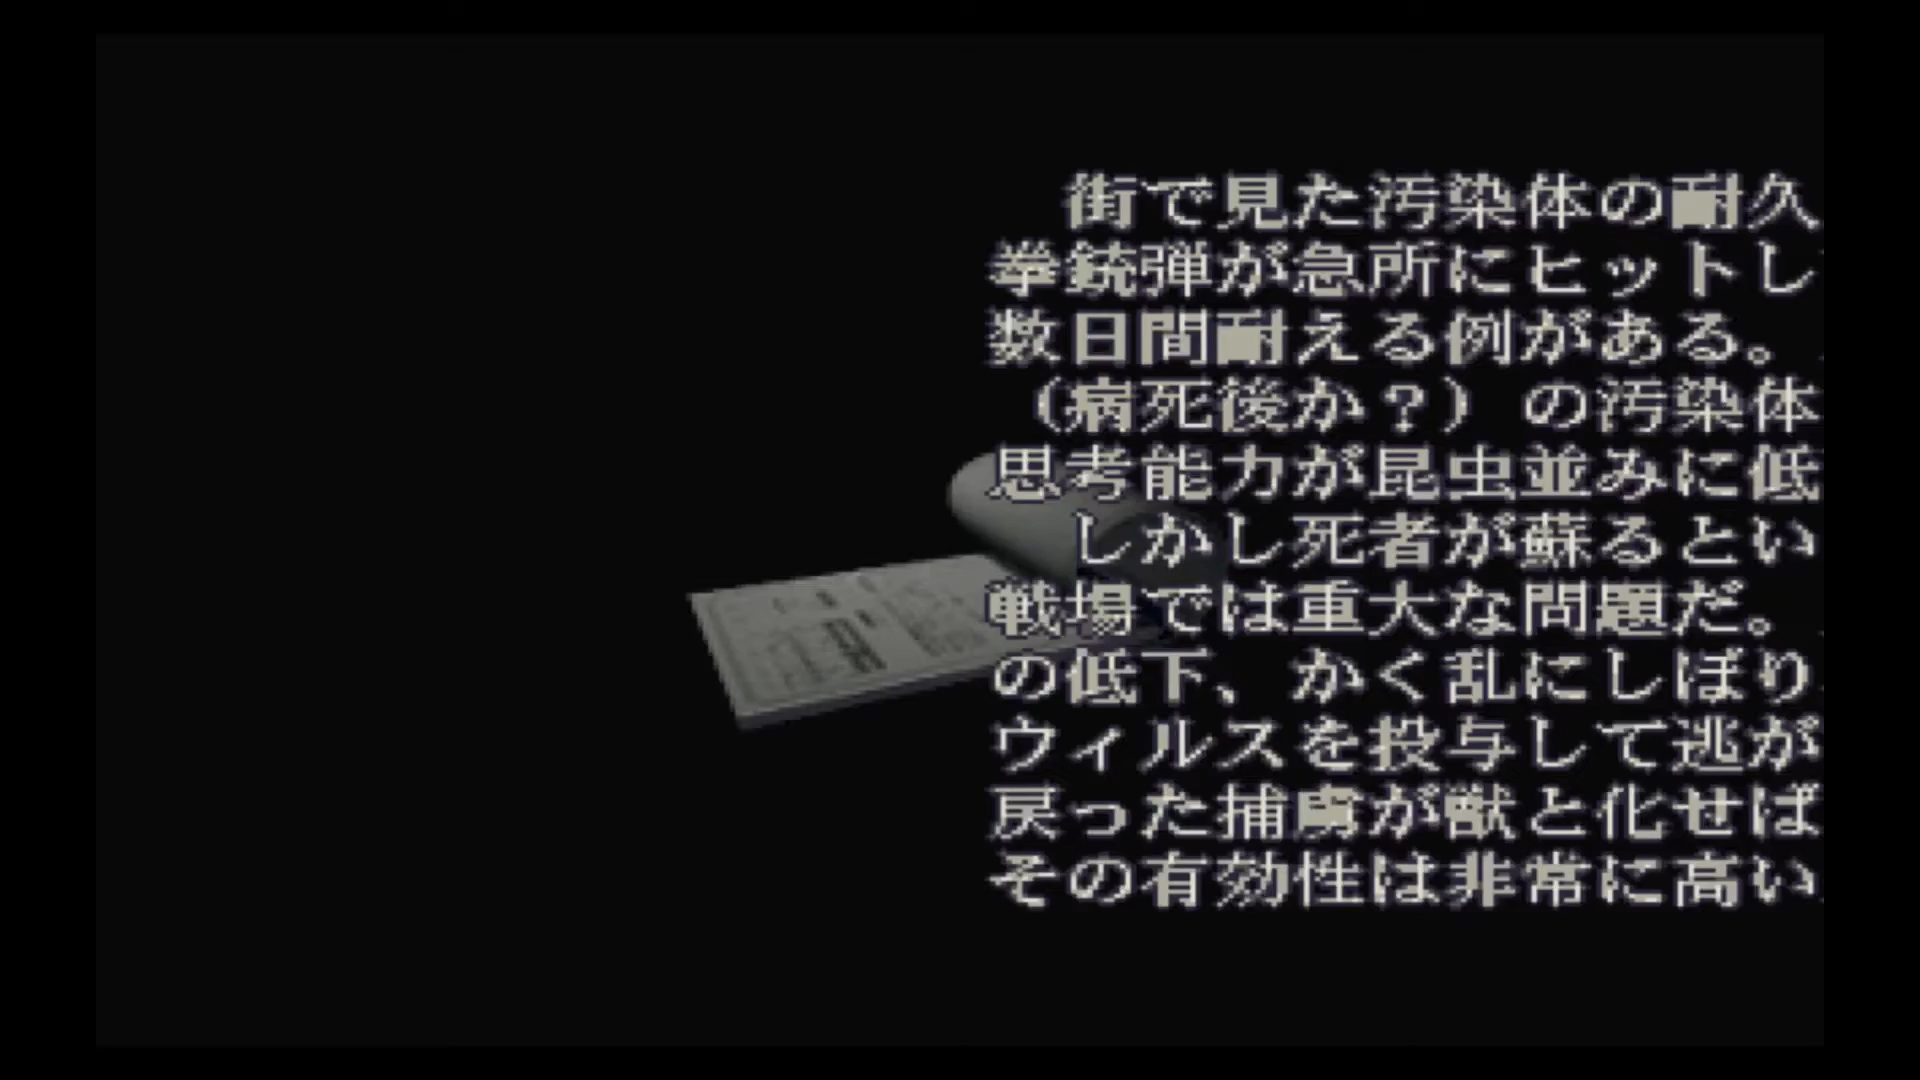 街で見た汚染体の耐久
拳銃弾が急所にヒットし
数日間耐える例がある。
（病死後か？）の汚染体
思考能力が昆虫並みに低
しかし死者が蘇るとい
戦場では重大な問題だ。
の低下、かく乱にしぼり
ウィルスを投与して逃が
戻った捕虜が獣と化せば
その有効性は非常に高い